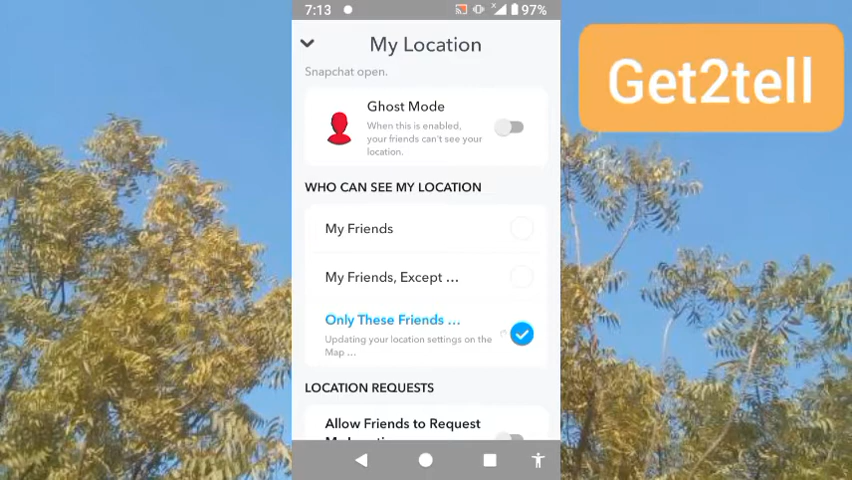 7:13
97%
My Location
Snapchat open.
Ghost Mode
When this is enabled,
your friends can't see your
location.
WHO CAN SEE MY LOCATION
My Friends
My Friends, Except ...
Only These Friends ...
Updating your location settings on the
Map ...
LOCATION REQUESTS
Allow Friends to Request
Get2tell